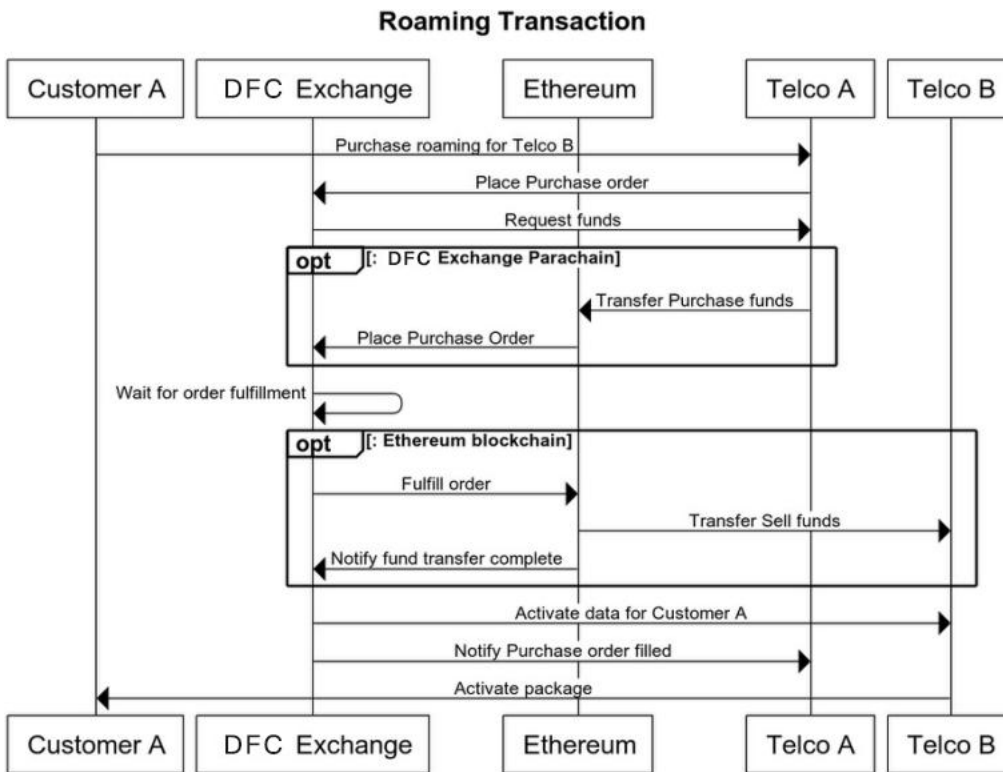 Roaming Transaction
Customer A
DFC Exchange
Ethereum
Telco A
Telco B
Purchase roaming for Telco B
Place Purchase order
Request funds
opt
[: DFC Exchange Parachain]
Transfer Purchase funds
Place Purchase Order
Wait for order fulfillment
opt
[: Ethereum blockchain]
Fulfill order
Transfer Sell funds
Notify fund transfer complete
Activate data for Customer A
Notify Purchase order filled
Activate package
Customer A
DFC Exchange
Ethereum
Telco A
Telco B